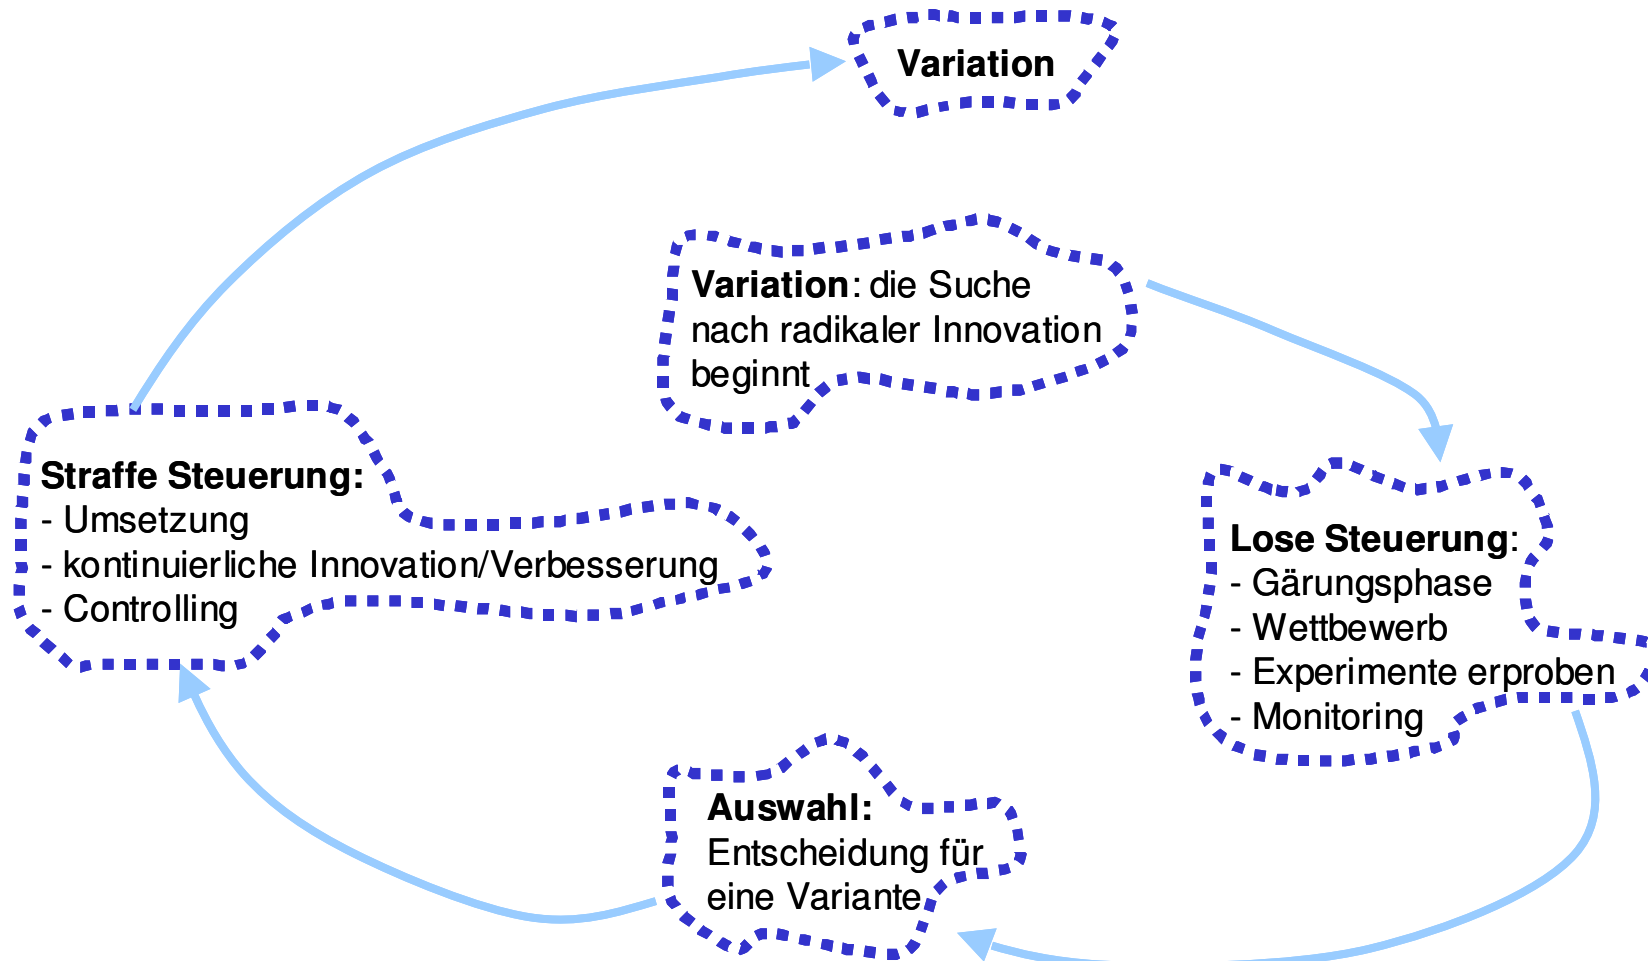 Variation
Variation: die Suche
nach radikaler Innovation
beginnt
Straffe Steuerung:
- Umsetzung
- kontinuierliche Innovation/Verbesserung
- Controlling
Lose Steuerung:
- Gärungsphase
- Wettbewerb
- Experimente erproben
- Monitoring
Auswahl:
Entscheidung für
eine Variante